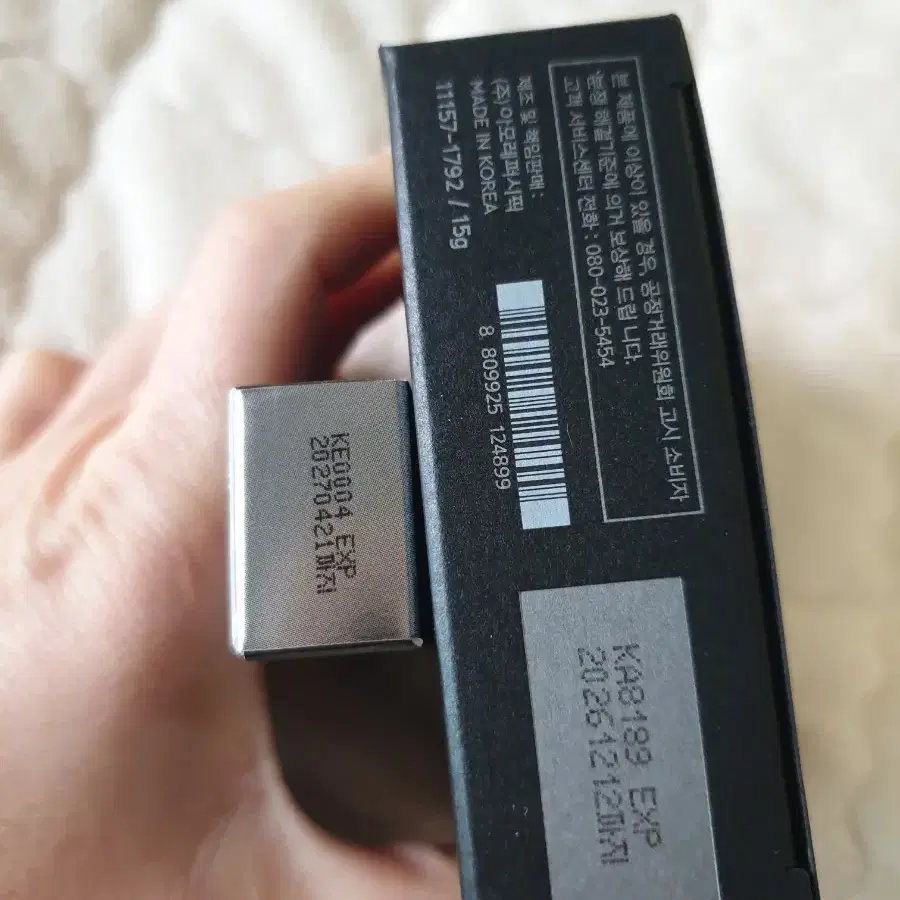 본 제품에 이상이 있을 경우, 공정거래위원회 고시 소비자
분쟁 해결기준에 의거 보상해 드립니다.
고객 서비스센터 전화 : 080-023-5454
제조 및 책임판매 :
(주)아모레퍼시픽
MADE IN KOREA
11157-1792 / 15g
8 809925 124899
KE0004 EXP
20270421까지
KA8189 EXP
20261212까지